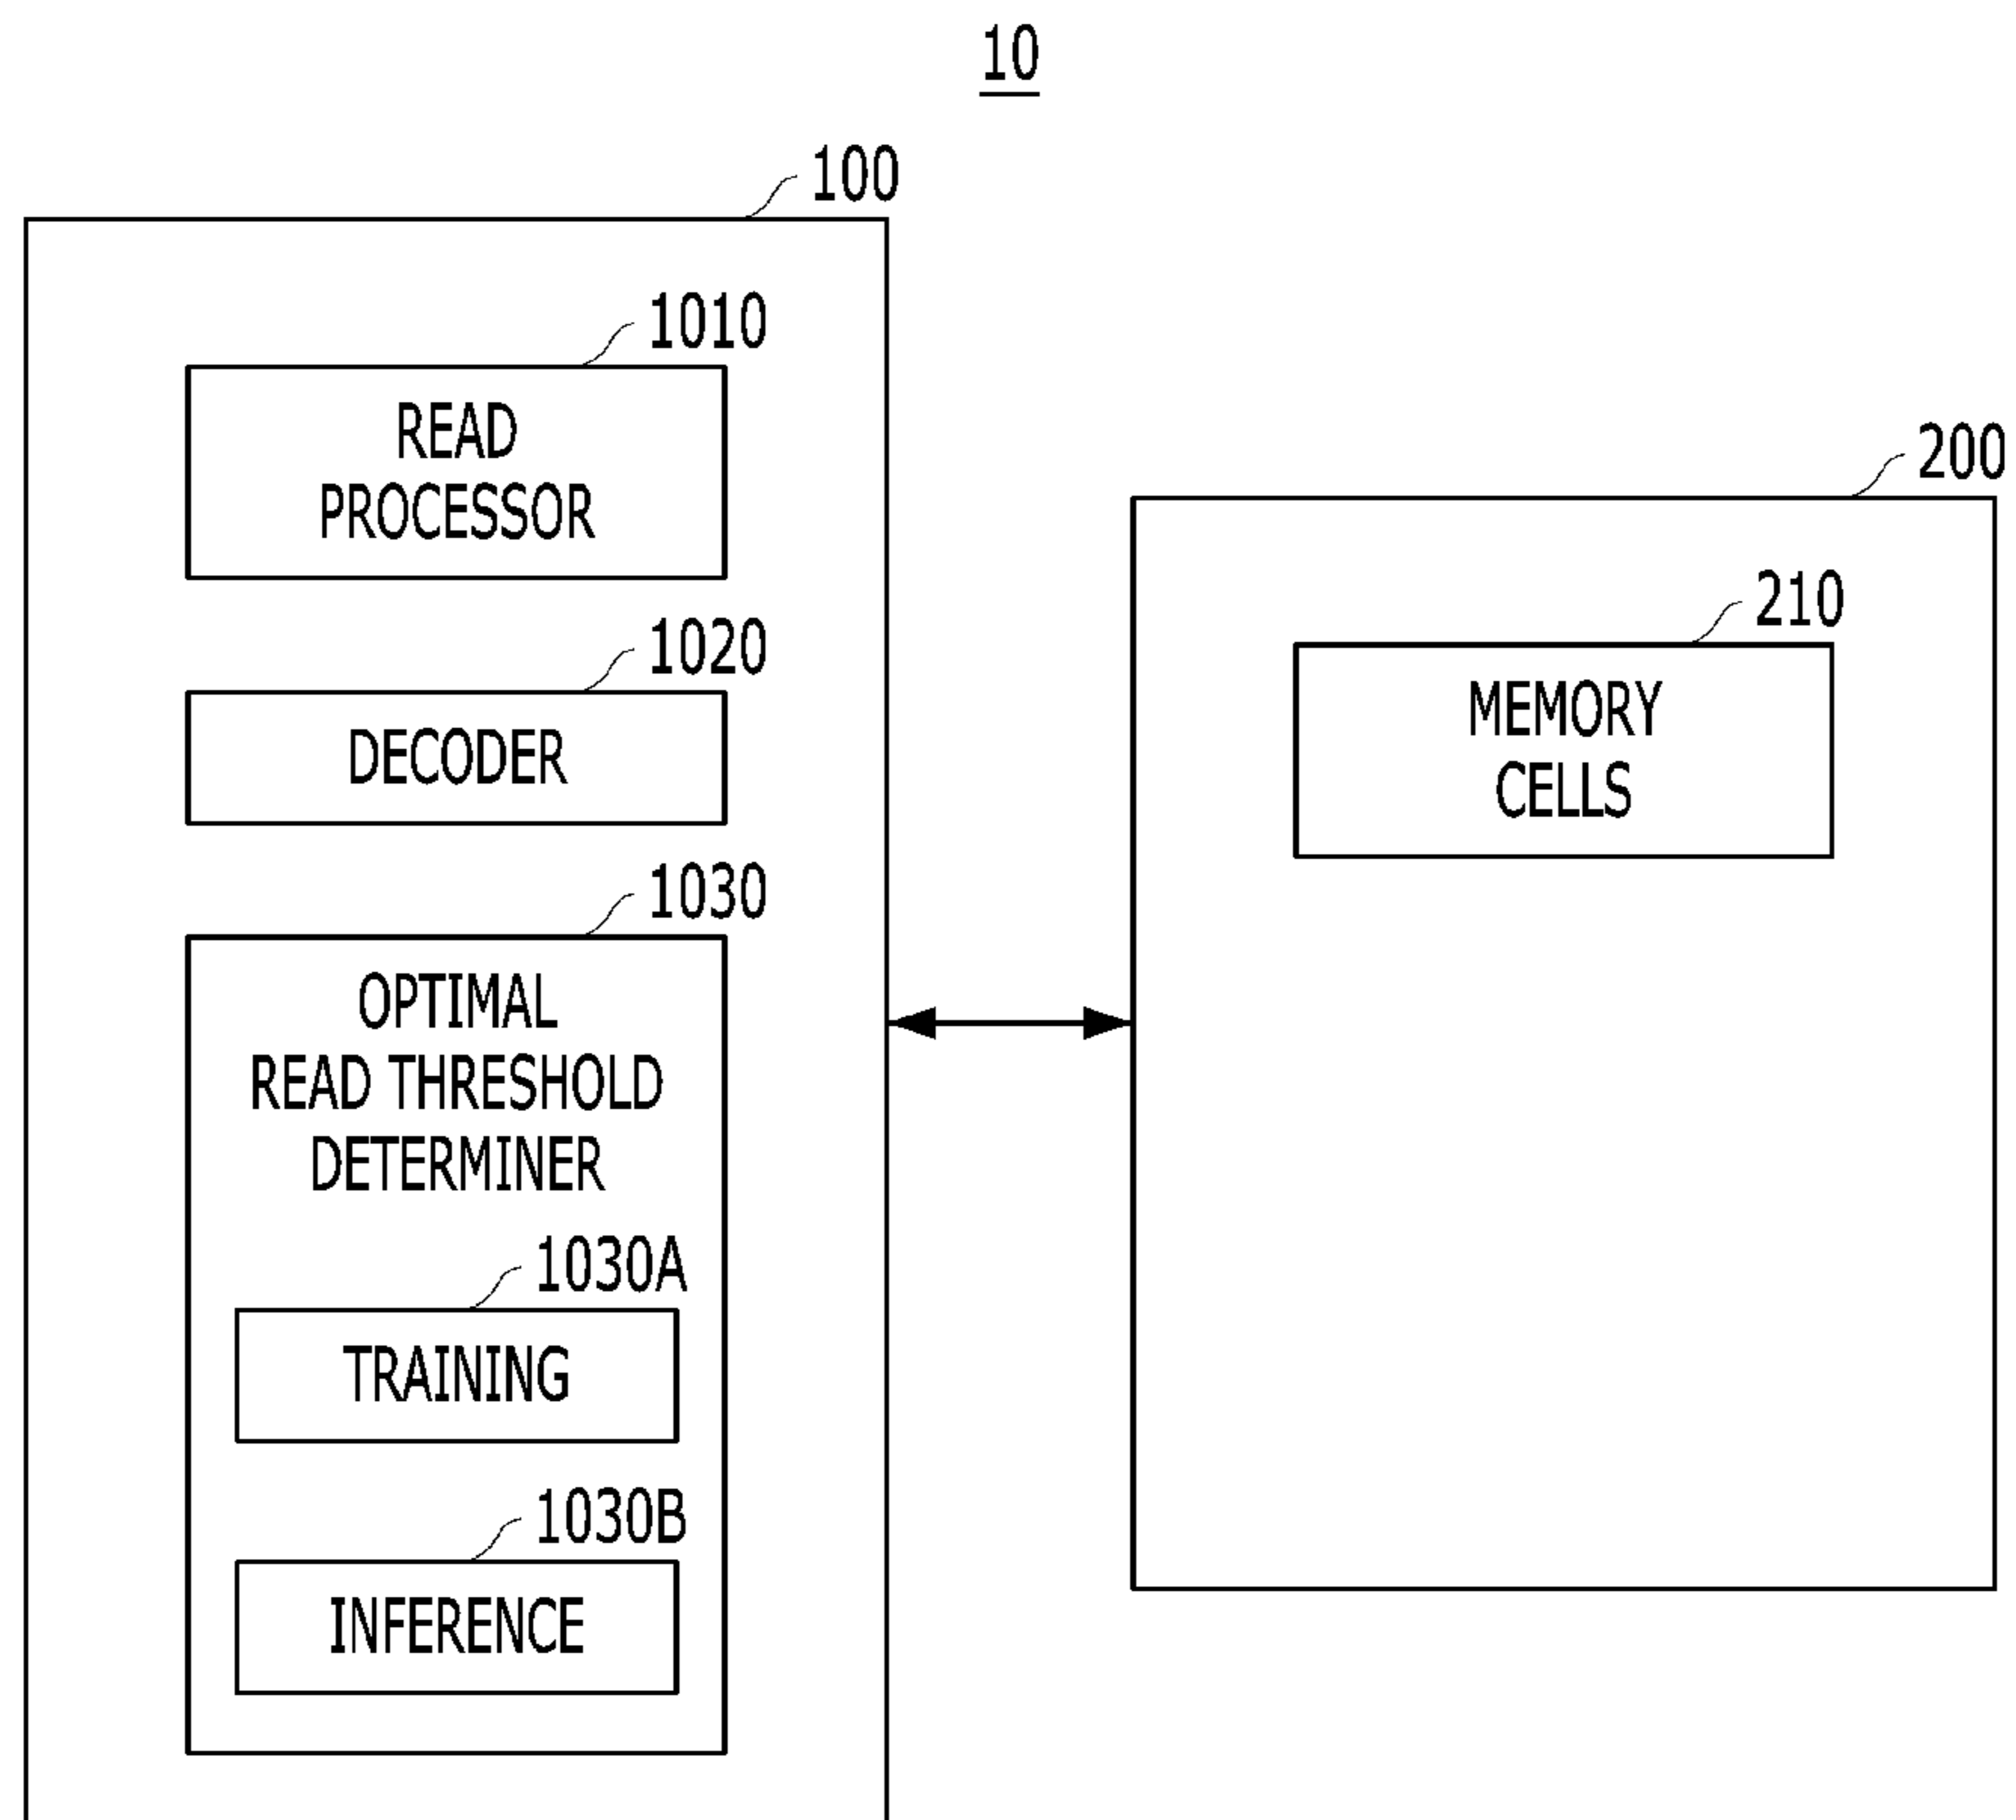 10
100
1010
READ
PROCESSOR
1020
DECODER
1030
OPTIMAL
READ THRESHOLD
DETERMINER
1030A
TRAINING
1030B
INFERENCE
200
210
MEMORY
CELLS